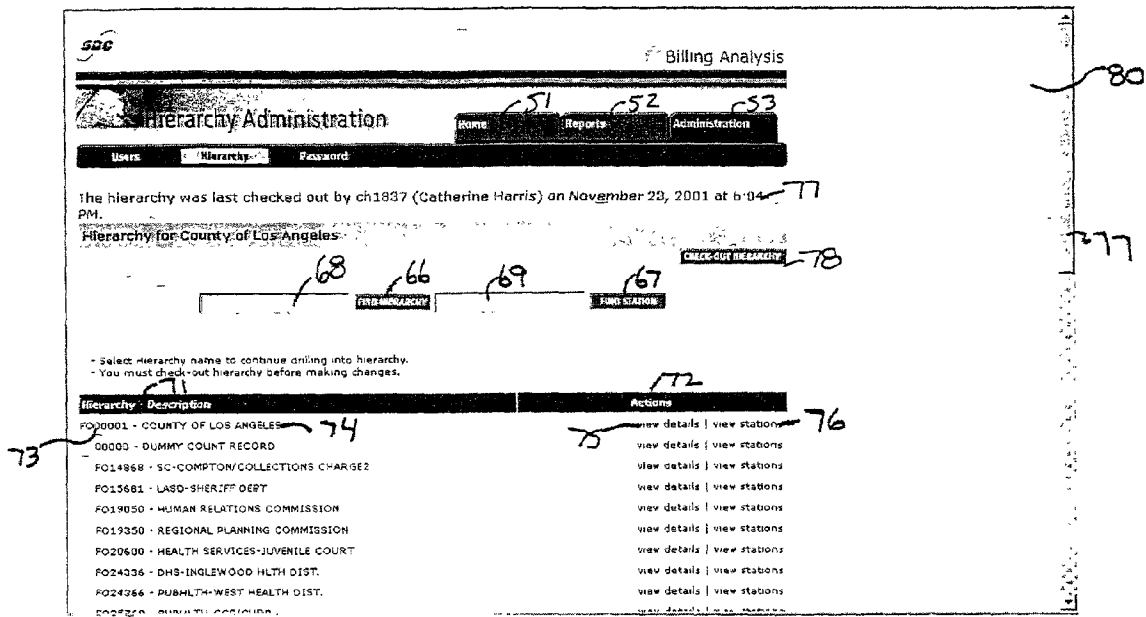 SBC
Billing Analysis
80
51 52 53
Hierarchy Administration Home Reports Administration
Users Hierarchy Password
The hierarchy was last checked out by ch1837 (Catherine Harris) on November 23, 2001 at 6:04 77
PM.
Hierarchy for County of Los Angeles
77
CHECK-OUT HIERARCHY 78
68 66 69 67
FIND HIERARCHY FIND STATION
- Select Hierarchy name to continue drilling into hierarchy.
- You must check-out hierarchy before making changes.
71 72
Hierarchy - Description Actions
73 FO00001 - COUNTY OF LOS ANGELES 74 75 view details | view stations 76
00000 - DUMMY COUNT RECORD view details | view stations
FO14868 - SC-COMPTON/COLLECTIONS CHARGE2 view details | view stations
FO15681 - LASD-SHERIFF DEPT view details | view stations
FO19050 - HUMAN RELATIONS COMMISSION view details | view stations
FO19350 - REGIONAL PLANNING COMMISSION view details | view stations
FO20600 - HEALTH SERVICES-JUVENILE COURT view details | view stations
FO24336 - DHS-INGLEWOOD HLTH DIST. view details | view stations
FO24366 - PUBHLTH-WEST HEALTH DIST. view details | view stations